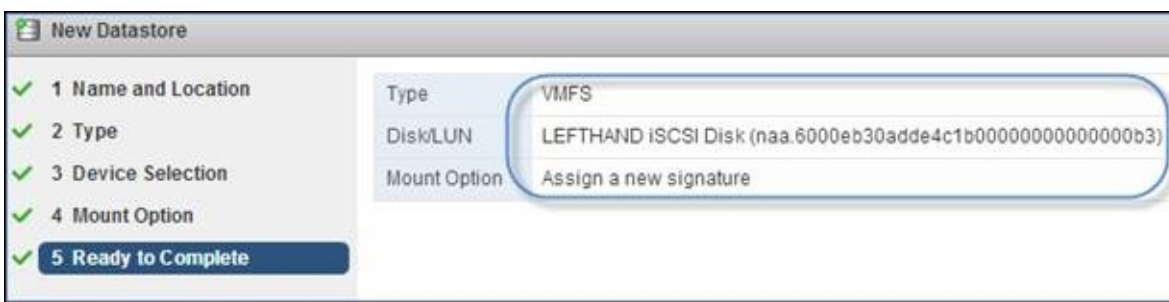 New Datastore
1 Name and Location
2 Type
3 Device Selection
4 Mount Option
5 Ready to Complete
Type VMFS
Disk/LUN LEFTHAND iSCSI Disk (naa.6000eb30adde4c1b00000000000000b3)
Mount Option Assign a new signature